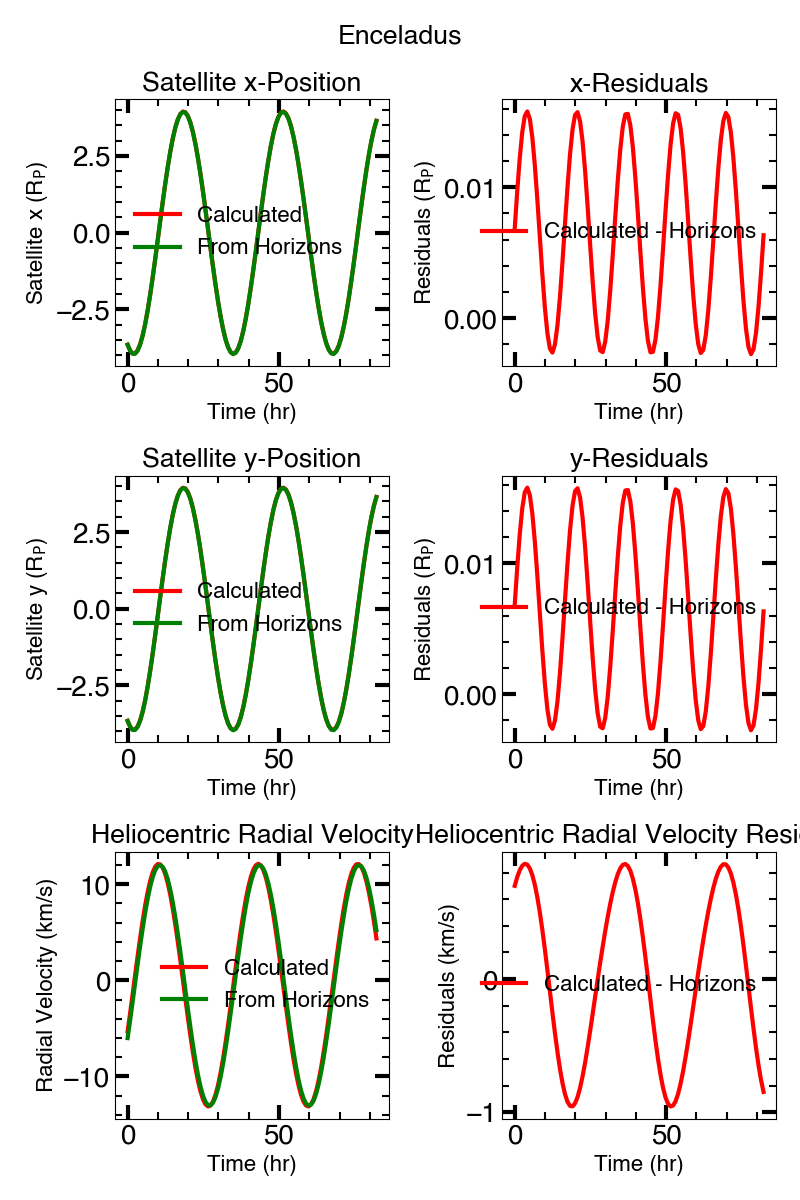 Enceladus
Satellite x-Position
x-Residuals
Satellite x (RP)
2.5
0.0
−2.5
Calculated
From Horizons
0
50
Time (hr)
Residuals (RP)
0.01
0.00
Calculated - Horizons
0
50
Time (hr)
Satellite y-Position
y-Residuals
Satellite y (RP)
2.5
0.0
−2.5
Calculated
From Horizons
0
50
Time (hr)
Residuals (RP)
0.01
0.00
Calculated - Horizons
0
50
Time (hr)
Heliocentric Radial Velocity
Heliocentric Radial Velocity Resi
Radial Velocity (km/s)
10
0
−10
Calculated
From Horizons
0
50
Time (hr)
Residuals (km/s)
0
−1
Calculated - Horizons
0
50
Time (hr)